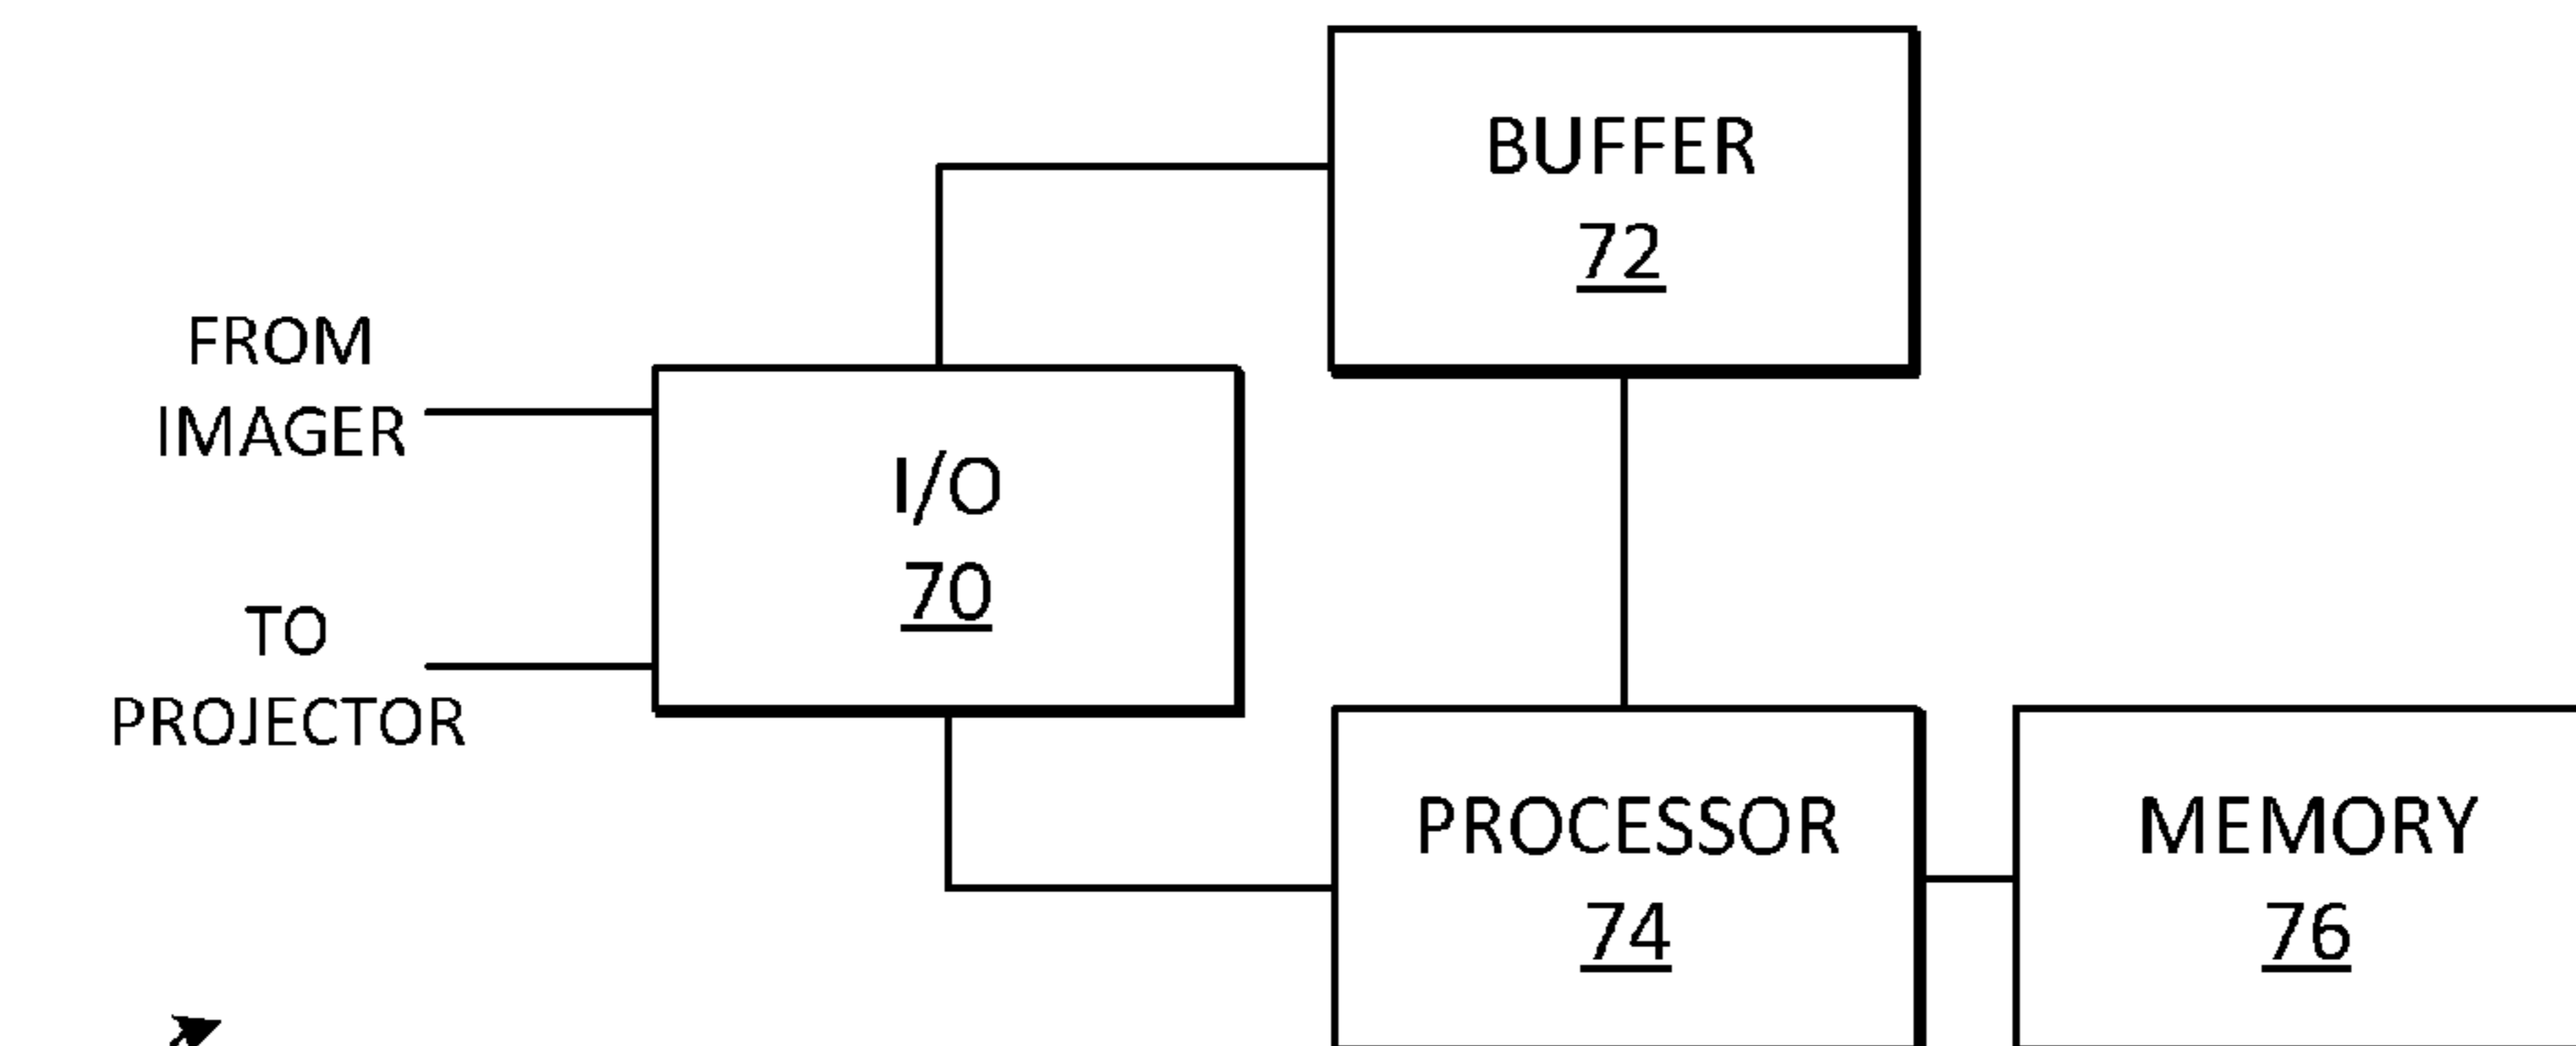 BUFFER
72
FROM
IMAGER
I/O
70
TO
PROJECTOR
PROCESSOR
74
MEMORY
76